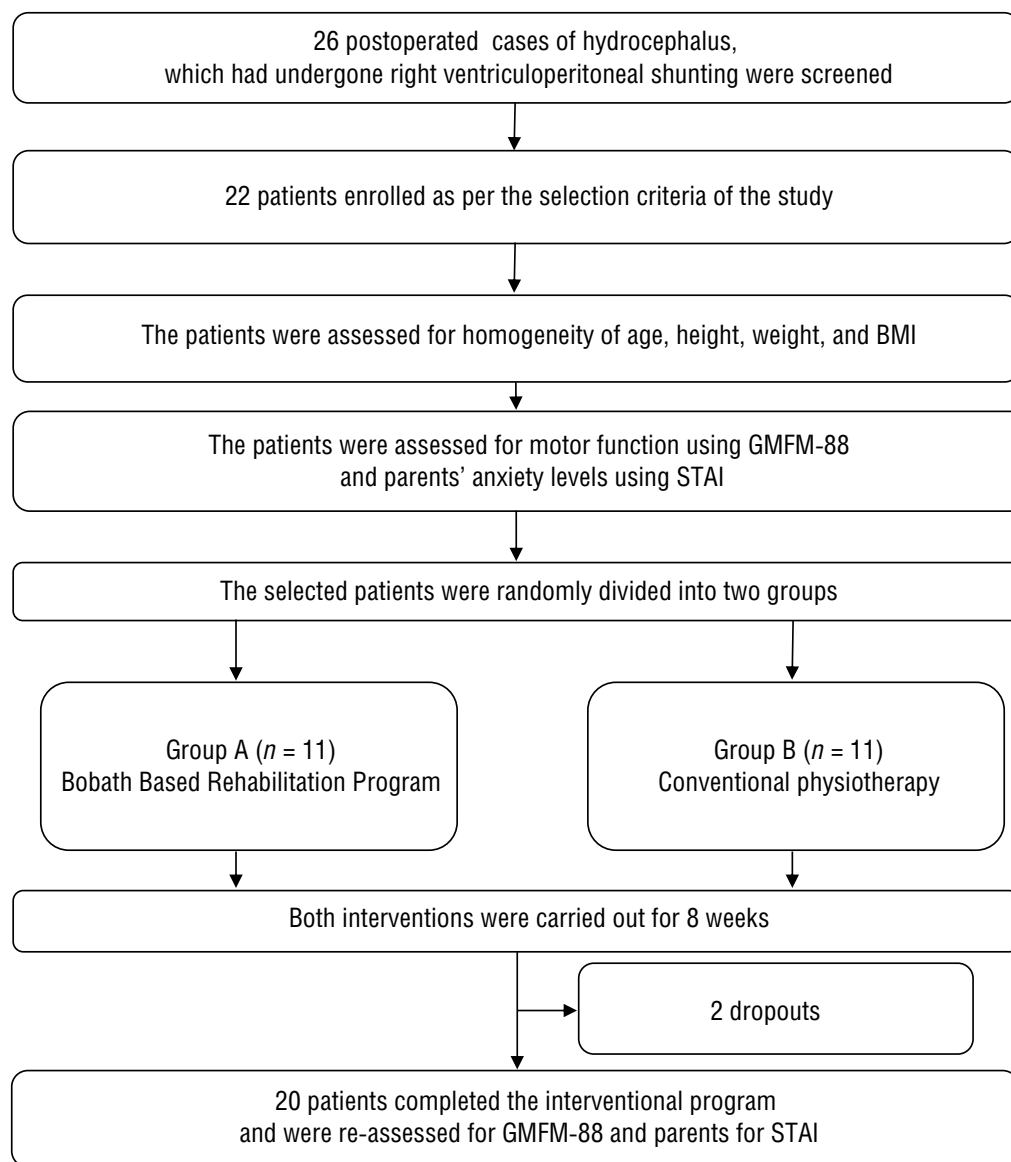 26 postoperated cases of hydrocephalus,
which had undergone right ventriculoperitoneal shunting were screened
22 patients enrolled as per the selection criteria of the study
The patients were assessed for homogeneity of age, height, weight, and BMI
The patients were assessed for motor function using GMFM-88
and parents’ anxiety levels using STAI
The selected patients were randomly divided into two groups
Group A (n = 11)
Bobath Based Rehabilitation Program
Group B (n = 11)
Conventional physiotherapy
Both interventions were carried out for 8 weeks
2 dropouts
20 patients completed the interventional program
and were re-assessed for GMFM-88 and parents for STAI